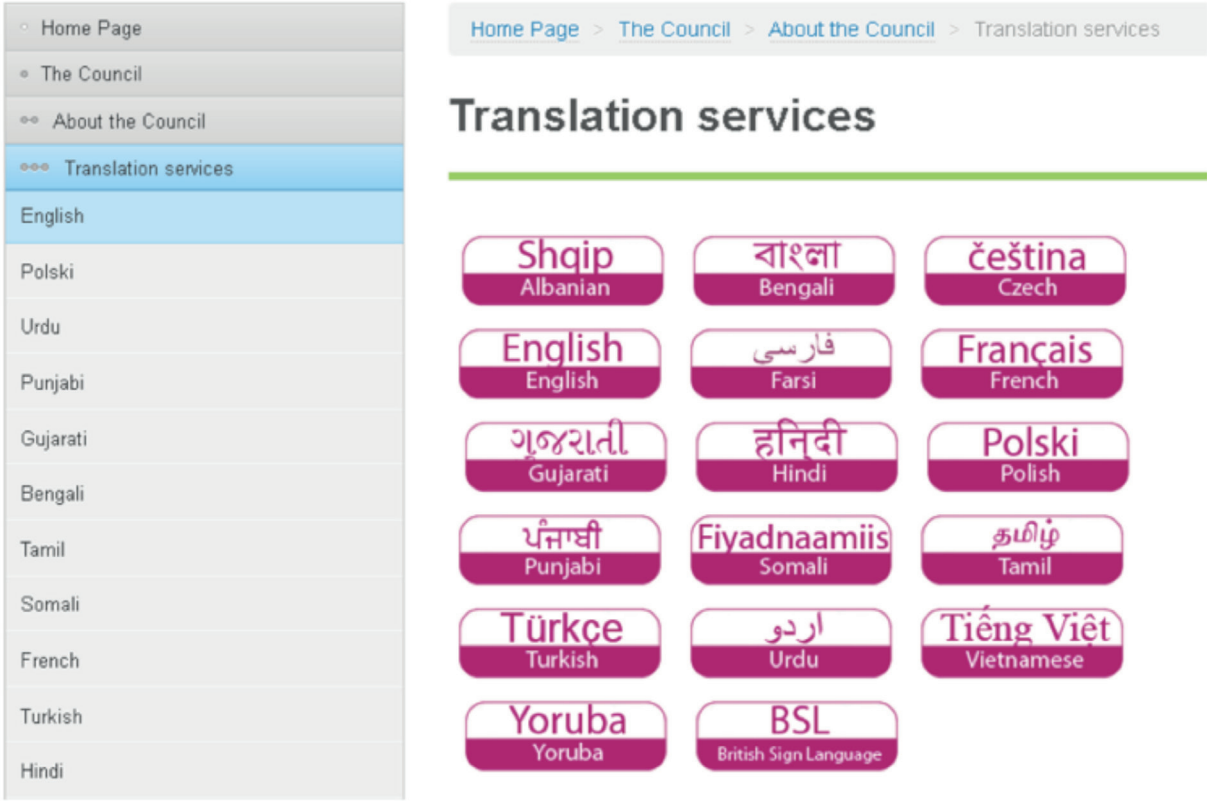 Home Page
The Council
About the Council
Translation services
English
Polski
Urdu
Punjabi
Gujarati
Bengali
Tamil
Somali
French
Turkish
Hindi
Home Page > The Council > About the Council > Translation services
Translation services
Shqip বাংলা čeština
Albanian Bengali Czech
English فارسی Français
English Farsi French
ગુજરાતી हनिदी Polski
Gujarati Hindi Polish
ਪੰਜਾਬੀ Fiyadnaamiis தமிழ்
Punjabi Somali Tamil
Türkçe اردو Tiếng Việt
Turkish Urdu Vietnamese
Yoruba BSL
Yoruba British Sign Language